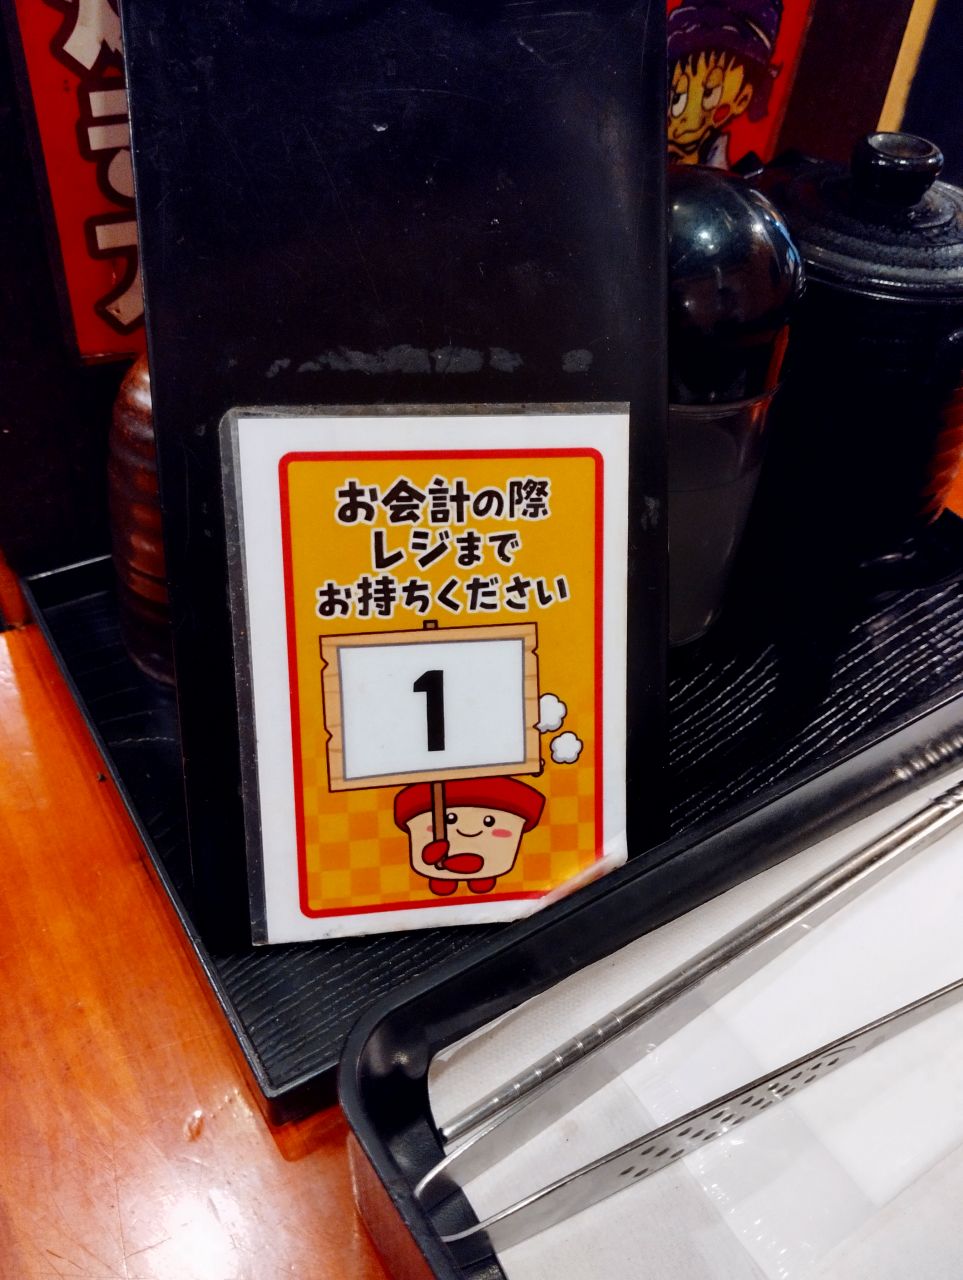 お会計の際
レジまで
お持ちください
1